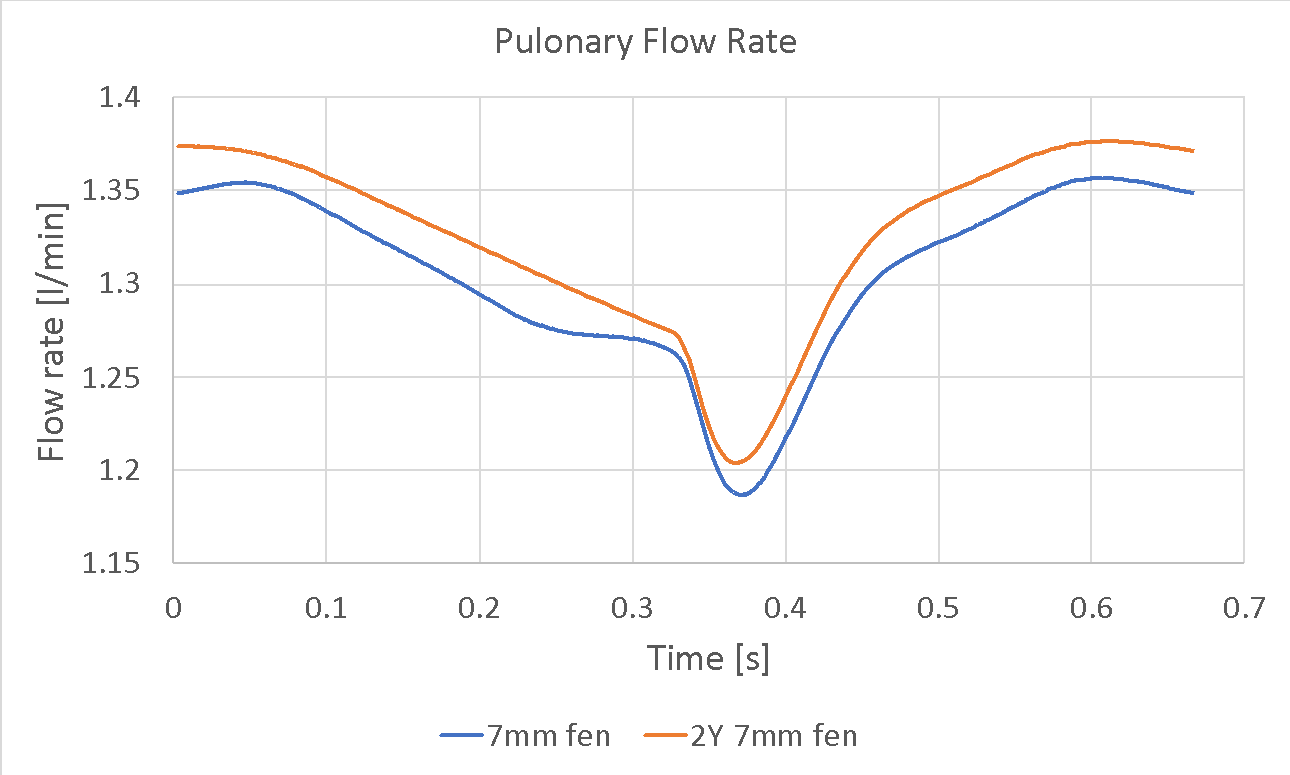 Pulonary Flow Rate
1.4
1.35
1.3
1.25
1.2
1.15
Flow rate [l/min]
0 0.1 0.2 0.3 0.4 0.5 0.6 0.7
Time [s]
7mm fen 2Y 7mm fen